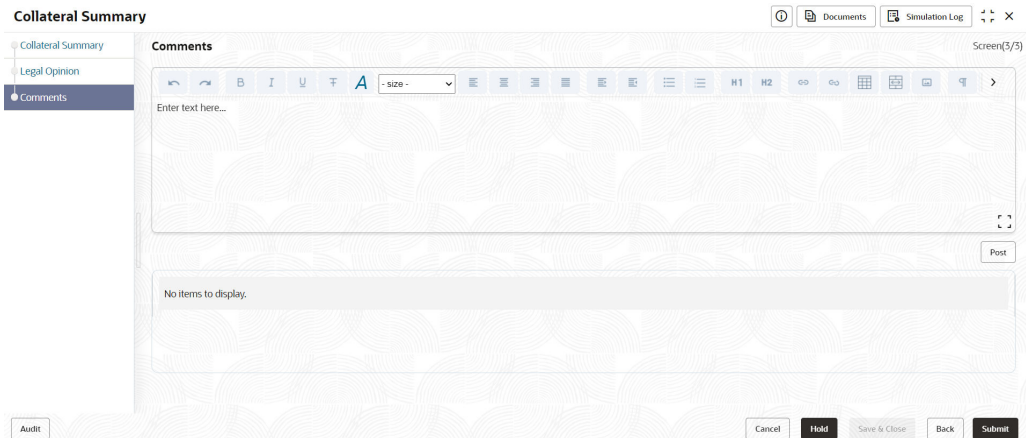 Collateral Summary
Documents
Simulation Log
Collateral Summary
Legal Opinion
Comments
Comments
Screen(3/3)
B I U T A - size - H1 H2
Enter text here...
Post
No items to display.
Audit
Cancel
Hold
Save & Close
Back
Submit